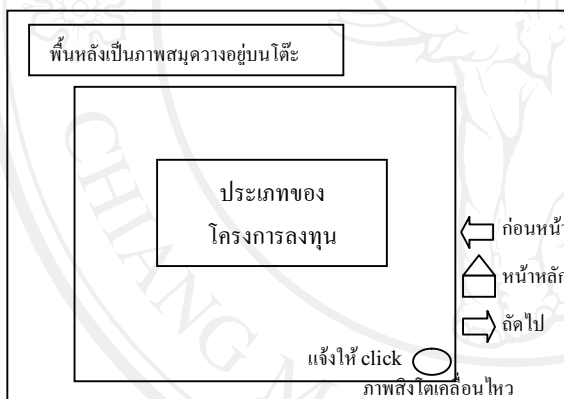 พื้นหลังเป็นภาพสมุดวางอยู่บนโต๊ะ
ประเภทของ
โครงการลงทุน
ก่อนหน้า
หน้าหลัก
ถัดไป
แจ้งให้ click
ภาพสิงโตเคลื่อนไหว
CHIANG M